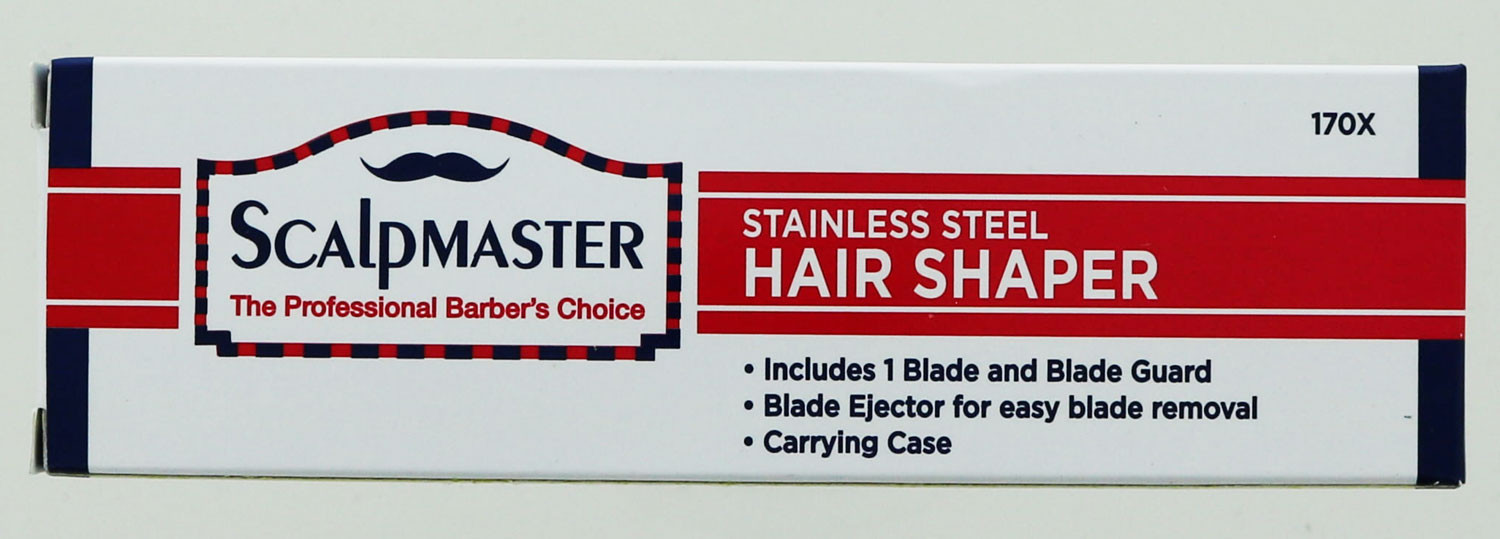 170X
ScalpMaster
The Professional Barber's Choice
STAINLESS STEEL
HAIR SHAPER
• Includes 1 Blade and Blade Guard
• Blade Ejector for easy blade removal
• Carrying Case